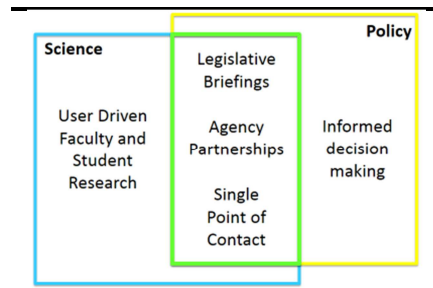 Science
User Driven
Faculty and
Student
Research
Legislative
Briefings
Agency
Partnerships
Single
Point of
Contact
Policy
Informed
decision
making